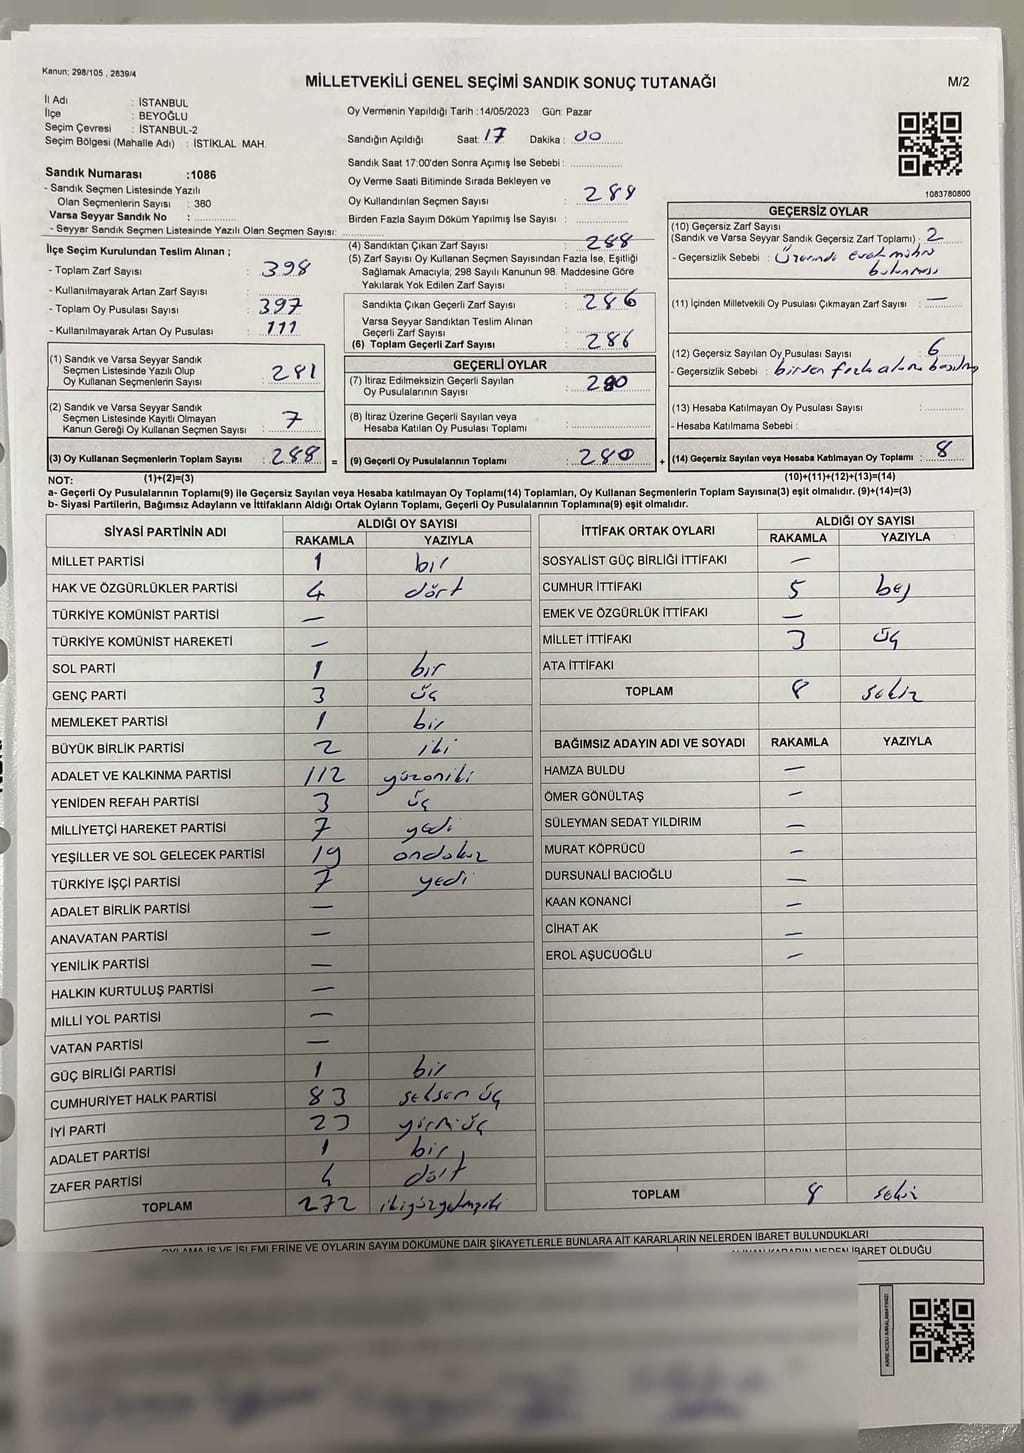 Kanun; 298/105 , 2839/4
MİLLETVEKİLİ GENEL SEÇİMİ SANDIK SONUÇ TUTANAĞI
M/2
İl Adı : İSTANBUL
İlçe : BEYOĞLU
Seçim Çevresi : İSTANBUL-2
Seçim Bölgesi (Mahalle Adı) : İSTİKLAL MAH.
Sandık Numarası :1086
- Sandık Seçmen Listesinde Yazılı
Olan Seçmenlerin Sayısı : 380
Varsa Seyyar Sandık No :
- Seyyar Sandık Seçmen Listesinde Yazılı Olan Seçmen Sayısı:
İlçe Seçim Kurulundan Teslim Alınan ;
- Toplam Zarf Sayısı : 398
- Kullanılmayarak Artan Zarf Sayısı :
- Toplam Oy Pusulası Sayısı : 397
- Kullanılmayarak Artan Oy Pusulası : 111
(1) Sandık ve Varsa Seyyar Sandık
Seçmen Listesinde Yazılı Olup
Oy Kullanan Seçmenlerin Sayısı : 281
(2) Sandık ve Varsa Seyyar Sandık
Seçmen Listesinde Kayıtlı Olmayan
Kanun Gereği Oy Kullanan Seçmen Sayısı : 7
(3) Oy Kullanan Seçmenlerin Toplam Sayısı : 288 =
Oy Vermenin Yapıldığı Tarih :14/05/2023 Gün: Pazar
Sandığın Açıldığı Saat: 17 Dakika : 00
Sandık Saat 17:00'den Sonra Açımış İse Sebebi :
Oy Verme Saati Bitiminde Sırada Bekleyen ve
Oy Kullandırılan Seçmen Sayısı : 288
Birden Fazla Sayım Döküm Yapılmış İse Sayısı :
(4) Sandıktan Çıkan Zarf Sayısı : 288
(5) Zarf Sayısı Oy Kullanan Seçmen Sayısından Fazla İse, Eşitliği
Sağlamak Amacıyla; 298 Sayılı Kanunun 98. Maddesine Göre
Yakılarak Yok Edilen Zarf Sayısı :
Sandıkta Çıkan Geçerli Zarf Sayısı : 286
Varsa Seyyar Sandıktan Teslim Alınan
Geçerli Zarf Sayısı :
(6) Toplam Geçerli Zarf Sayısı : 286
GEÇERLİ OYLAR
(7) İtiraz Edilmeksizin Geçerli Sayılan
Oy Pusulalarının Sayısı : 280
(8) İtiraz Üzerine Geçerli Sayılan veya
Hesaba Katılan Oy Pusulası Toplamı :
(9) Geçerli Oy Pusulalarının Toplamı : 280 +
1083780800
GEÇERSİZ OYLAR
(10) Geçersiz Zarf Sayısı
(Sandık ve Varsa Seyyar Sandık Geçersiz Zarf Toplamı) : 2
- Geçersizlik Sebebi : Üzerinde Evet mührü
bulunması
(11) İçinden Milletvekili Oy Pusulası Çıkmayan Zarf Sayısı : —
(12) Geçersiz Sayılan Oy Pusulası Sayısı : 6
- Geçersizlik Sebebi : birden fazla alana basılmış
(13) Hesaba Katılmayan Oy Pusulası Sayısı :
- Hesaba Katılmama Sebebi :
(14) Geçersiz Sayılan veya Hesaba Katılmayan Oy Toplamı : 8
NOT: (1)+(2)=(3) (10)+(11)+(12)+(13)=(14)
a- Geçerli Oy Pusulalarının Toplamı(9) ile Geçersiz Sayılan veya Hesaba katılmayan Oy Toplamı(14) Toplamları, Oy Kullanan Seçmenlerin Toplam Sayısına(3) eşit olmalıdır. (9)+(14)=(3)
b- Siyasi Partilerin, Bağımsız Adayların ve İttifakların Aldığı Ortak Oyların Toplamı, Geçerli Oy Pusulalarının Toplamına(9) eşit olmalıdır.
SİYASİ PARTİNİN ADI ALDIĞI OY SAYISI
RAKAMLA YAZIYLA
MİLLET PARTİSİ 1 bir
HAK VE ÖZGÜRLÜKLER PARTİSİ 4 dört
TÜRKİYE KOMÜNİST PARTİSİ —
TÜRKİYE KOMÜNİST HAREKETİ —
SOL PARTİ 1 bir
GENÇ PARTİ 3 üç
MEMLEKET PARTİSİ 1 bir
BÜYÜK BİRLİK PARTİSİ 2 iki
ADALET VE KALKINMA PARTİSİ 112 yüzoniki
YENİDEN REFAH PARTİSİ 3 üç
MİLLİYETÇİ HAREKET PARTİSİ 7 yedi
YEŞİLLER VE SOL GELECEK PARTİSİ 19 ondokuz
TÜRKİYE İŞÇİ PARTİSİ 7 yedi
ADALET BİRLİK PARTİSİ —
ANAVATAN PARTİSİ —
YENİLİK PARTİSİ —
HALKIN KURTULUŞ PARTİSİ —
MİLLİ YOL PARTİSİ —
VATAN PARTİSİ —
GÜÇ BİRLİĞİ PARTİSİ 1 bir
CUMHURİYET HALK PARTİSİ 83 seksen üç
İYİ PARTİ 23 yirmi üç
ADALET PARTİSİ 1 bir
ZAFER PARTİSİ 4 dört
TOPLAM 272 ikiyüzyetmişiki
İTTİFAK ORTAK OYLARI ALDIĞI OY SAYISI
RAKAMLA YAZIYLA
SOSYALİST GÜÇ BİRLİĞİ İTTİFAKI —
CUMHUR İTTİFAKI 5 beş
EMEK VE ÖZGÜRLÜK İTTİFAKI —
MİLLET İTTİFAKI 3 üç
ATA İTTİFAKI
TOPLAM 8 sekiz
BAĞIMSIZ ADAYIN ADI VE SOYADI RAKAMLA YAZIYLA
HAMZA BULDU —
ÖMER GÖNÜLTAŞ —
SÜLEYMAN SEDAT YILDIRIM —
MURAT KÖPRÜCÜ —
DURSUNALİ BACIOĞLU —
KAAN KONANCİ —
CİHAT AK —
EROL AŞUCUOĞLU —
TOPLAM 8 sekiz
OYLAMA İŞ VE İŞLEMLERİNE VE OYLARIN SAYIM DÖKÜMÜNE DAİR ŞİKAYETLERLE BUNLARA AİT KARARLARIN NELERDEN İBARET BULUNDUKLARI
ALINAN KARARIN NEDEN İBARET OLDUĞU